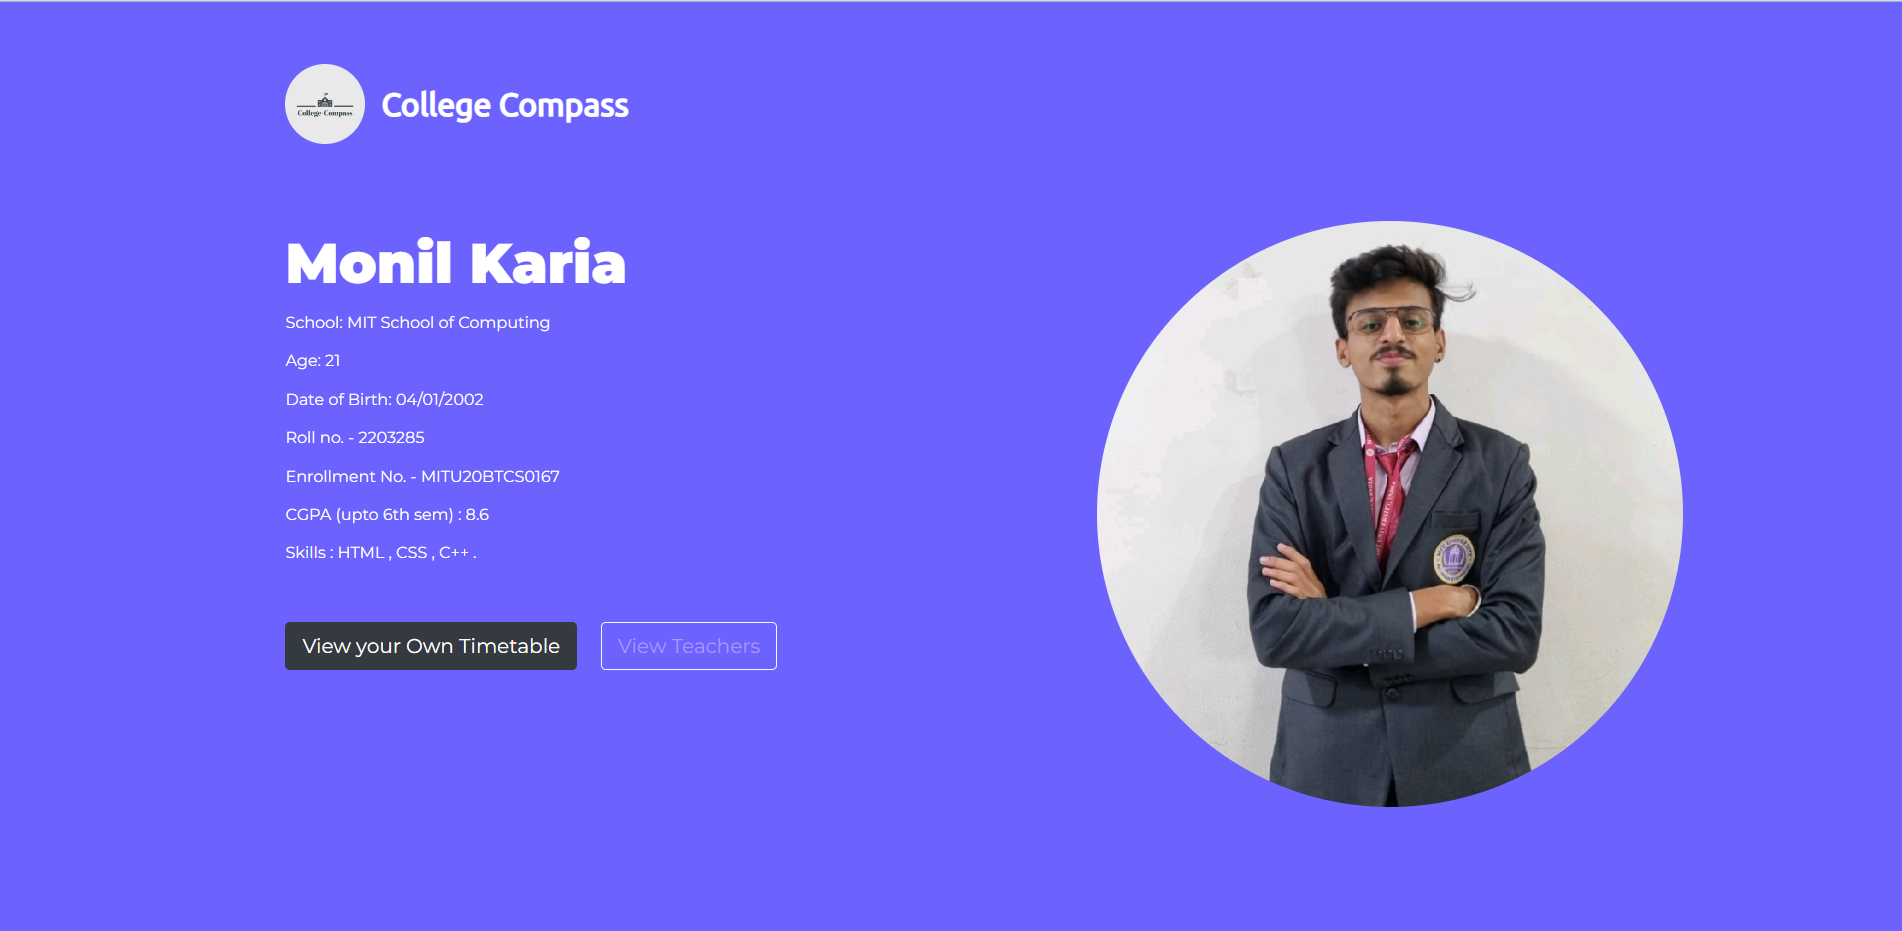 College Compass
College Compass
Monil Karia
School: MIT School of Computing
Age: 21
Date of Birth: 04/01/2002
Roll no. - 2203285
Enrollment No. - MITU20BTCS0167
CGPA (upto 6th sem) : 8.6
Skills : HTML , CSS , C++ .
View your Own Timetable
View Teachers